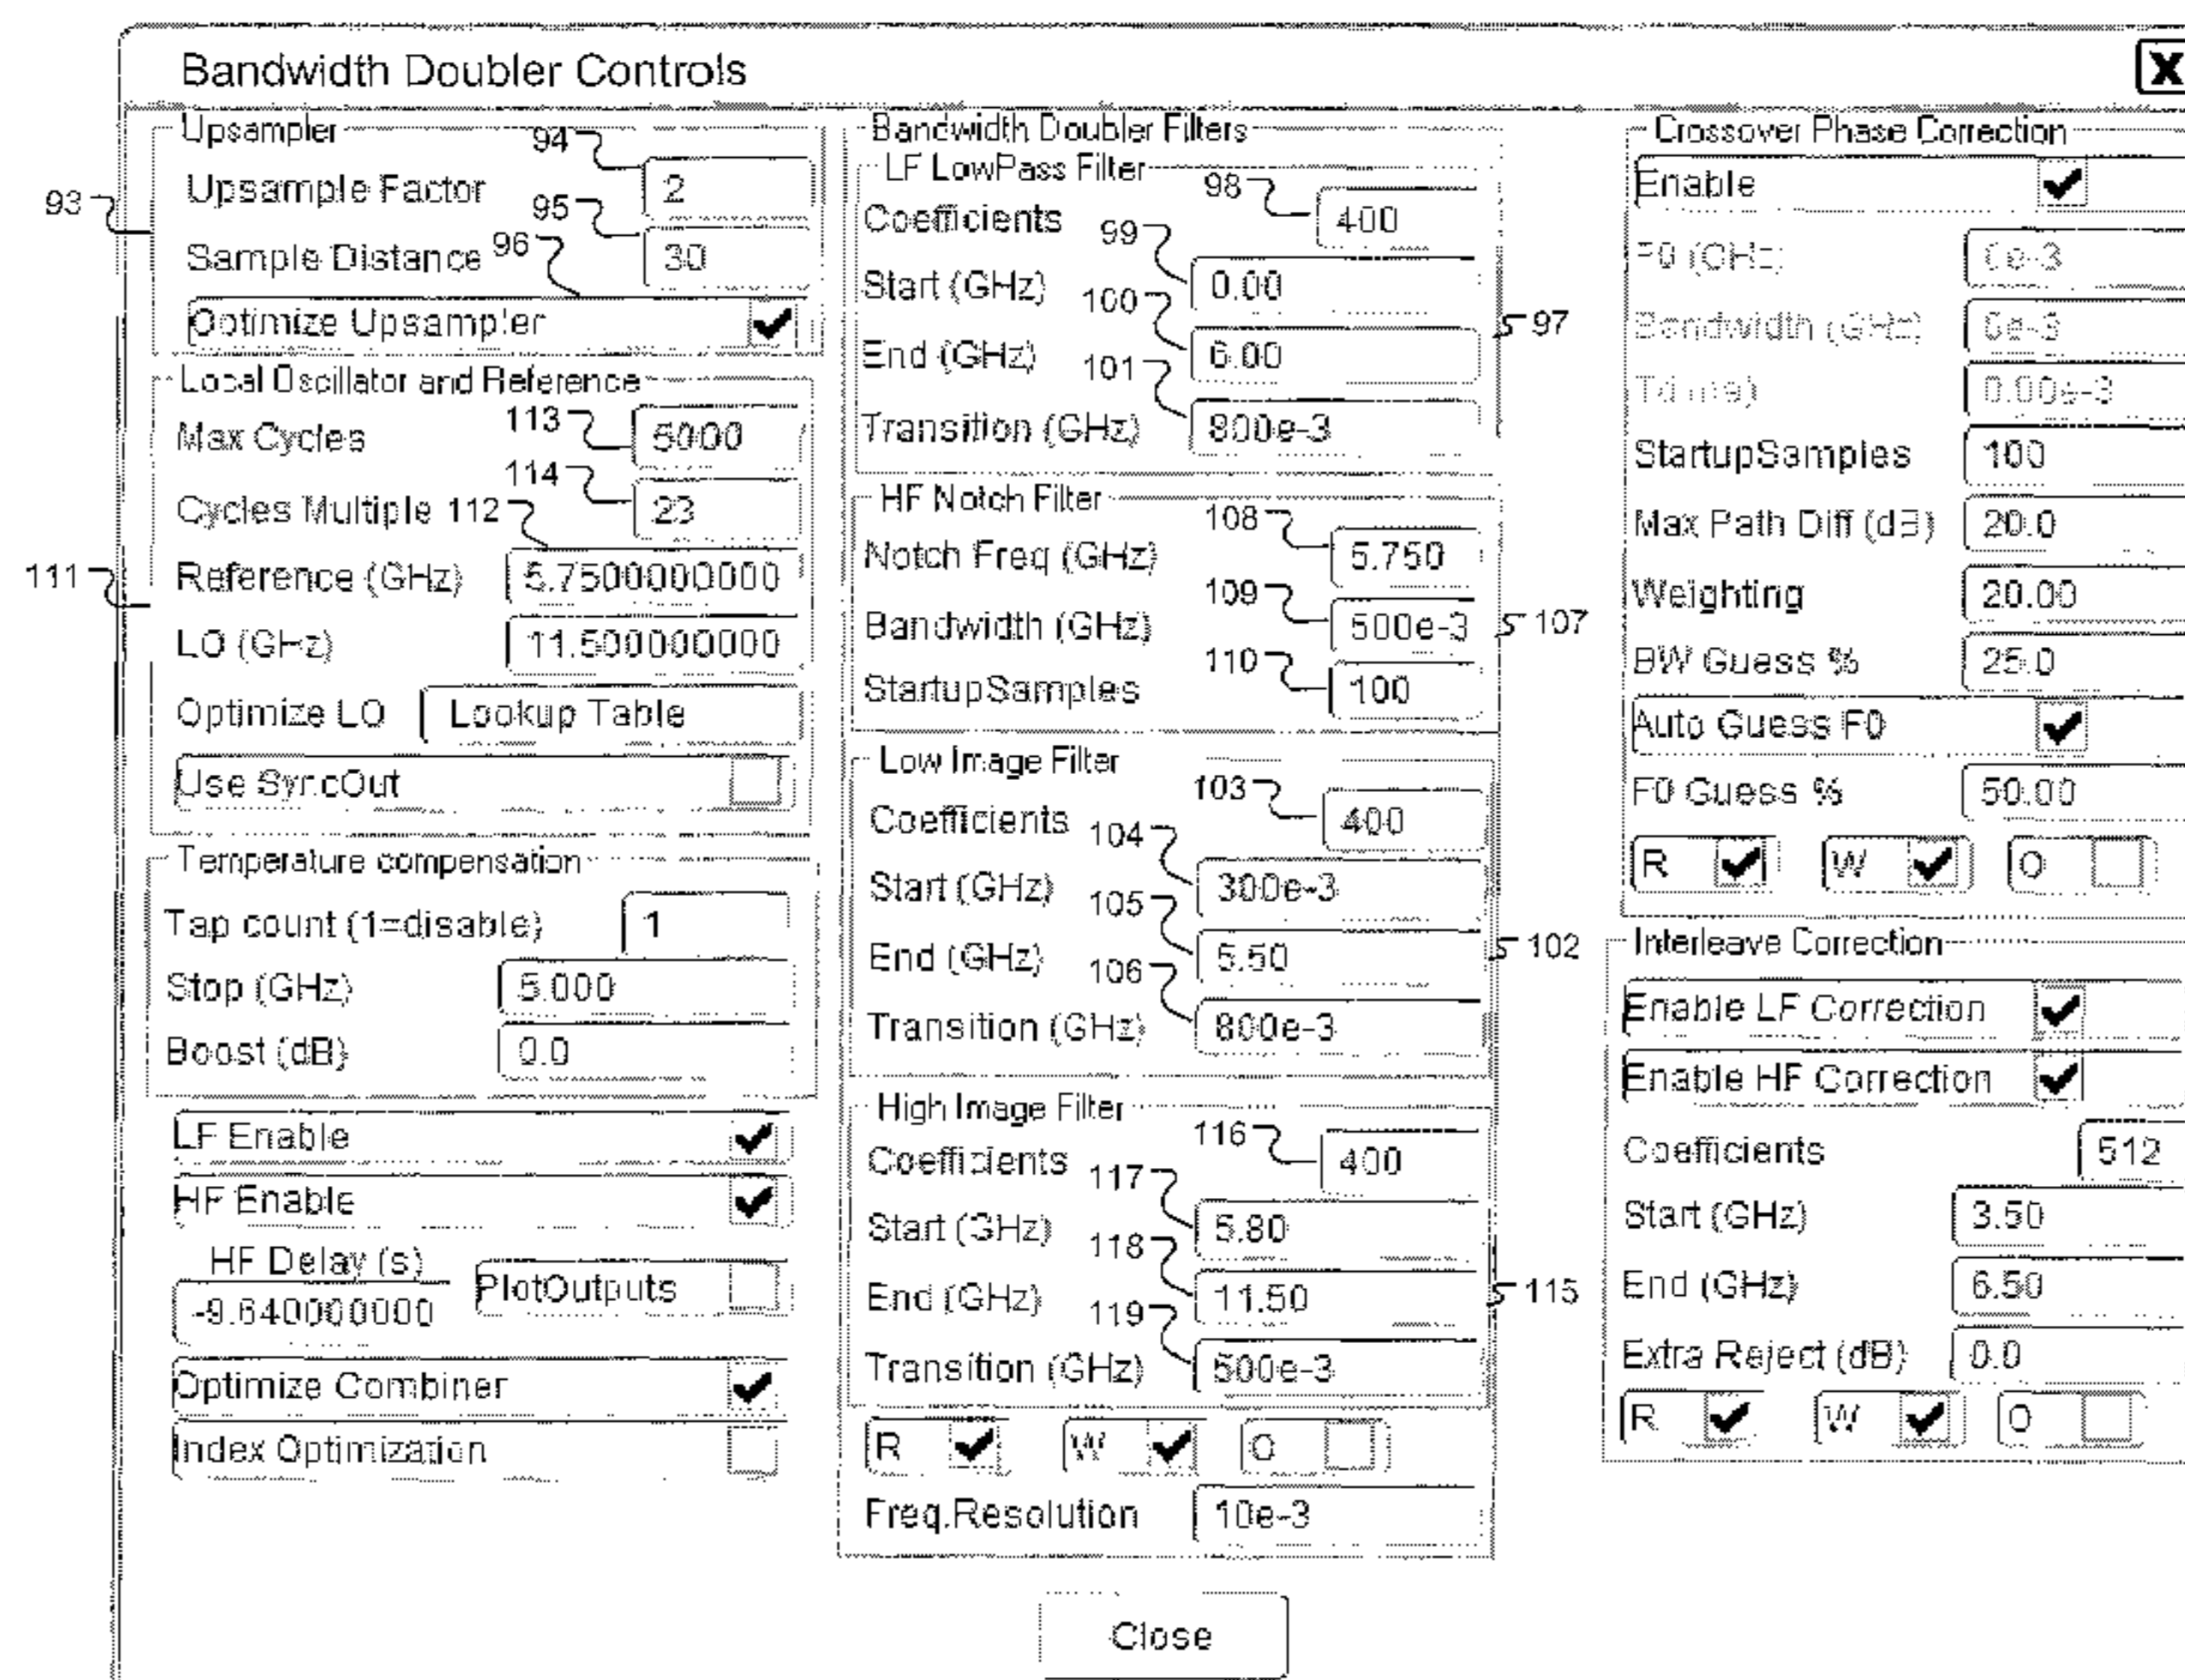 Bandwidth Doubler Controls
X
Upsampler
94
Upsample Factor 2
93
95
Sample Distance 30
96
Optimize Upsampler
Local Oscillator and Reference
113
Max Cycles 5000
114
Cycles Multiple 23
112
111
Reference (GHz) 5.7500000000
LO (GHz) 11.500000000
Optimize LO Lookup Table
Use SyncOut
Temperature compensation
Tap count (1=disable) 1
Stop (GHz) 5.000
Boost (dB) 0.0
LF Enable
HF Enable
HF Delay (s)
-9.640000000
PlotOutputs
Optimize Combiner
Index Optimization
Bandwidth Doubler Filters
LF LowPass Filter
98
Coefficients 400
99
Start (GHz) 0.00
100
97
End (GHz) 6.00
101
Transition (GHz) 800e-3
HF Notch Filter
108
Notch Freq (GHz) 5.750
109
107
Bandwidth (GHz) 500e-3
110
StartupSamples 100
Low Image Filter
103
Coefficients 400
104
Start (GHz) 300e-3
105
102
End (GHz) 5.50
106
Transition (GHz) 800e-3
High Image Filter
116
Coefficients 400
117
Start (GHz) 5.80
118
115
End (GHz) 11.50
119
Transition (GHz) 500e-3
R W O
Freq.Resolution 10e-3
Close
Crossover Phase Correction
Enable
Bandwidth (GHz)
0.00e-3
StartupSamples 100
Max Path Diff (dB) 20.0
Weighting 20.00
BW Guess % 25.0
Auto Guess F0
F0 Guess % 50.00
R W O
Interleave Correction
Enable LF Correction
Enable HF Correction
Coefficients 512
Start (GHz) 3.50
End (GHz) 6.50
Extra Reject (dB) 0.0
R W O